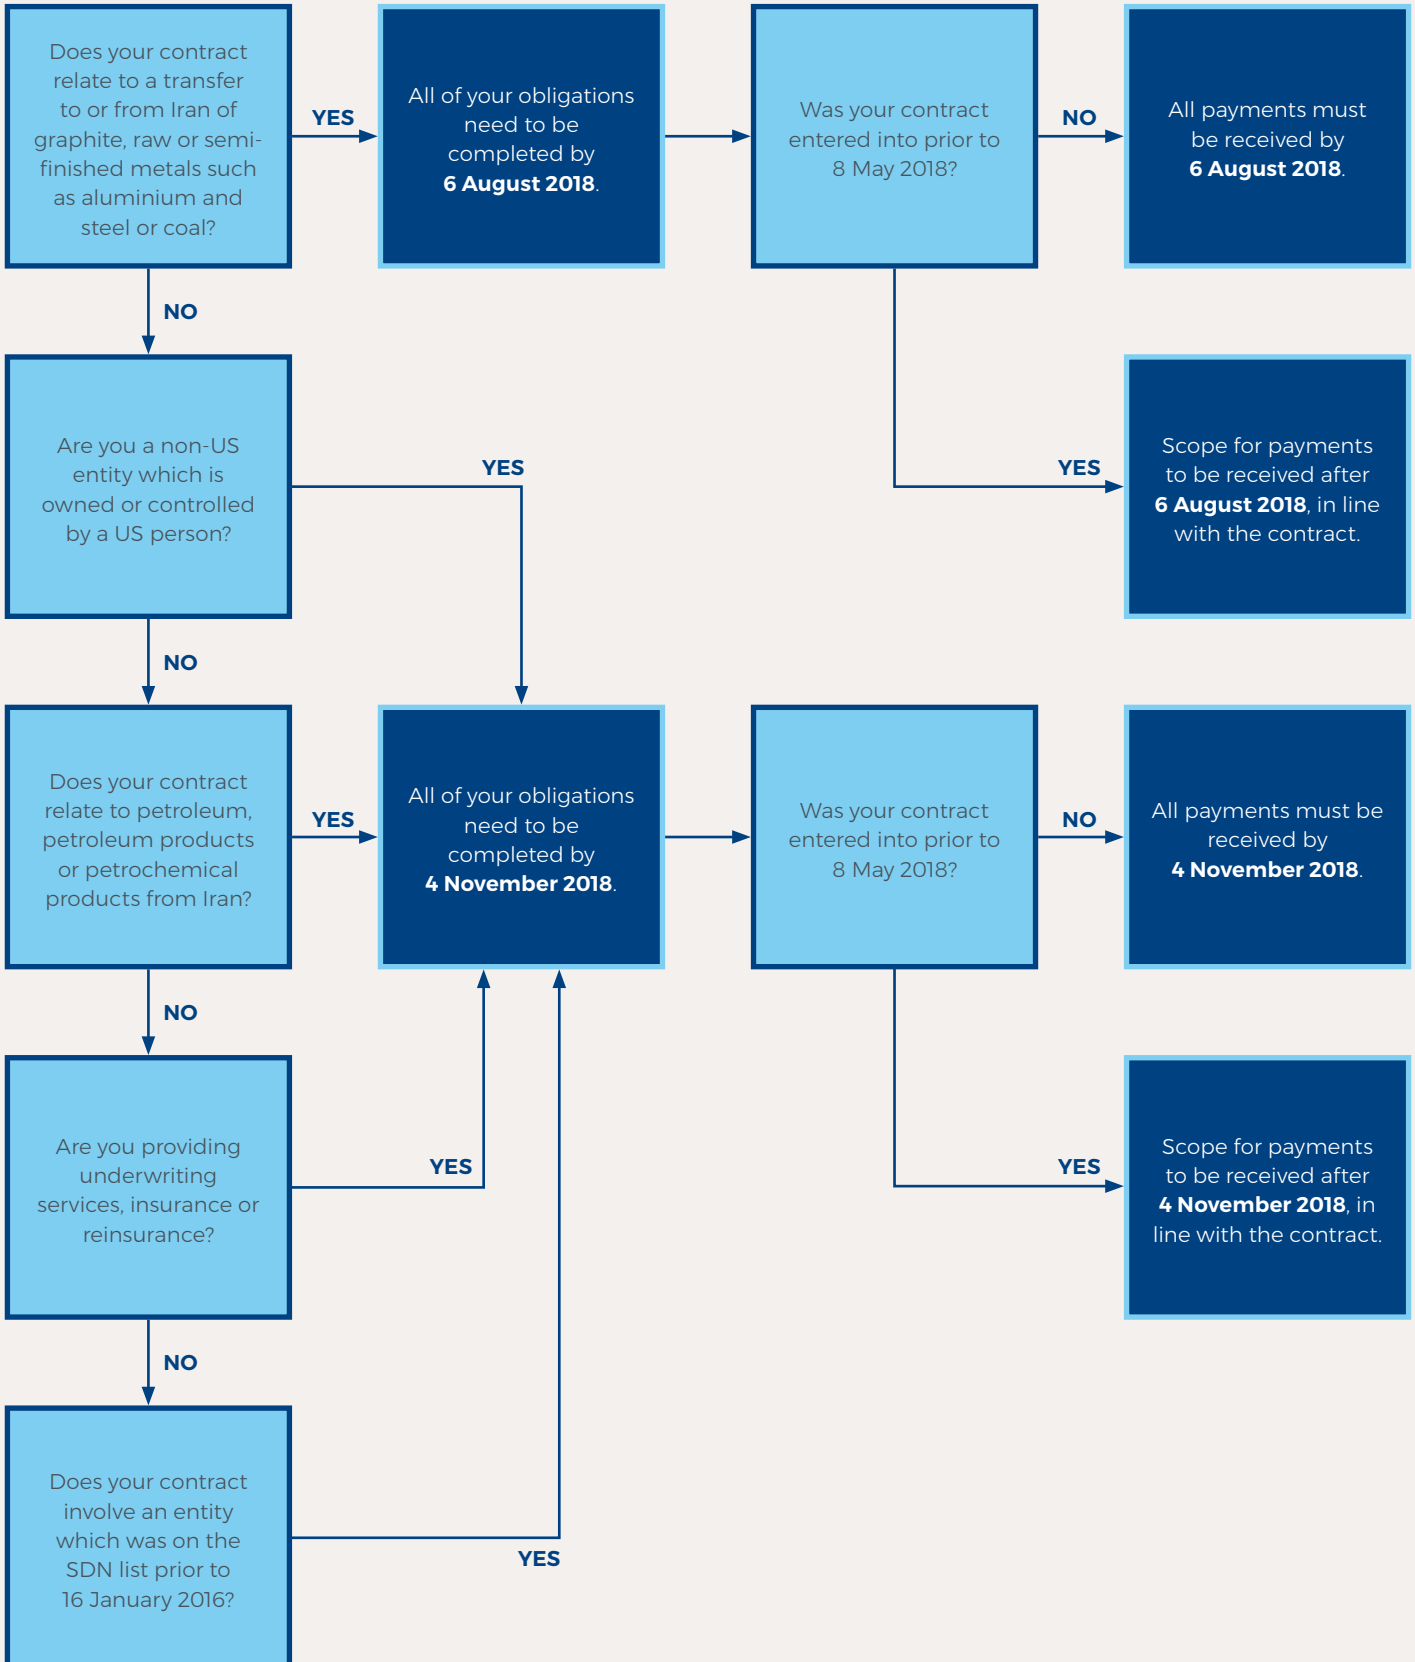 Does your contract
relate to a transfer
to or from Iran of
graphite, raw or semi-
finished metals such
as aluminium and
steel or coal?
YES
All of your obligations
need to be
completed by
6 August 2018.
Was your contract
entered into prior to
8 May 2018?
NO
All payments must
be received by
6 August 2018.
NO
Are you a non-US
entity which is
owned or controlled
by a US person?
YES
YES
Scope for payments
to be received after
6 August 2018, in line
with the contract.
NO
Does your contract
relate to petroleum,
petroleum products
or petrochemical
products from Iran?
YES
All of your obligations
need to be
completed by
4 November 2018.
Was your contract
entered into prior to
8 May 2018?
NO
All payments must be
received by
4 November 2018.
NO
Are you providing
underwriting
services, insurance or
reinsurance?
YES
YES
Scope for payments
to be received after
4 November 2018, in
line with the contract.
NO
Does your contract
involve an entity
which was on the
SDN list prior to
16 January 2016?
YES